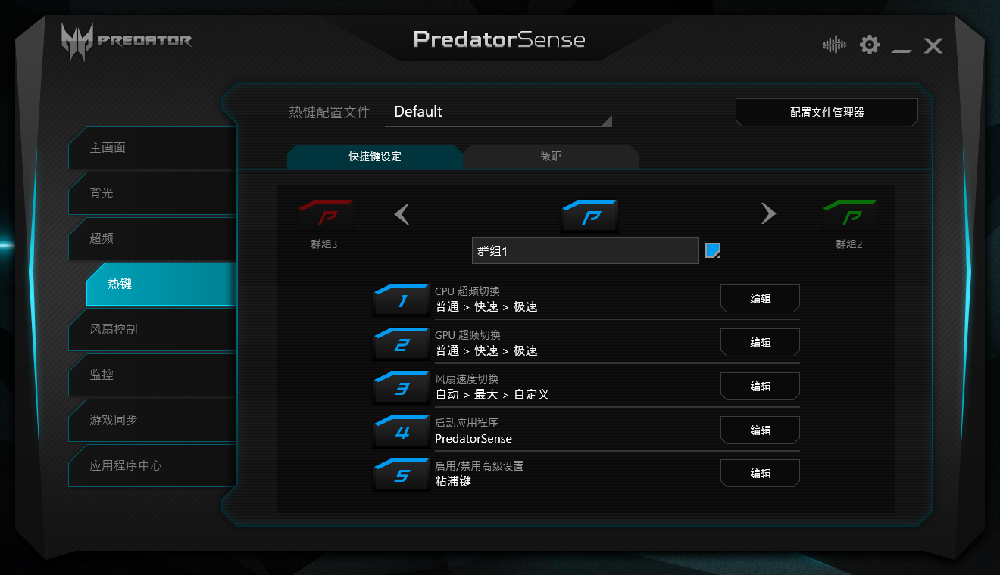 PREDATOR
PredatorSense
热键配置文件 Default
配置文件管理器
主画面
背光
超频
热键
风扇控制
监控
游戏同步
应用程序中心
快捷键设定
微距
群组3
群组1
群组2
1
CPU 超频切换
普通 > 快速 > 极速
编辑
2
GPU 超频切换
普通 > 快速 > 极速
编辑
3
风扇速度切换
自动 > 最大 > 自定义
编辑
4
启动应用程序
PredatorSense
编辑
5
启用/禁用高级设置
粘滞键
编辑